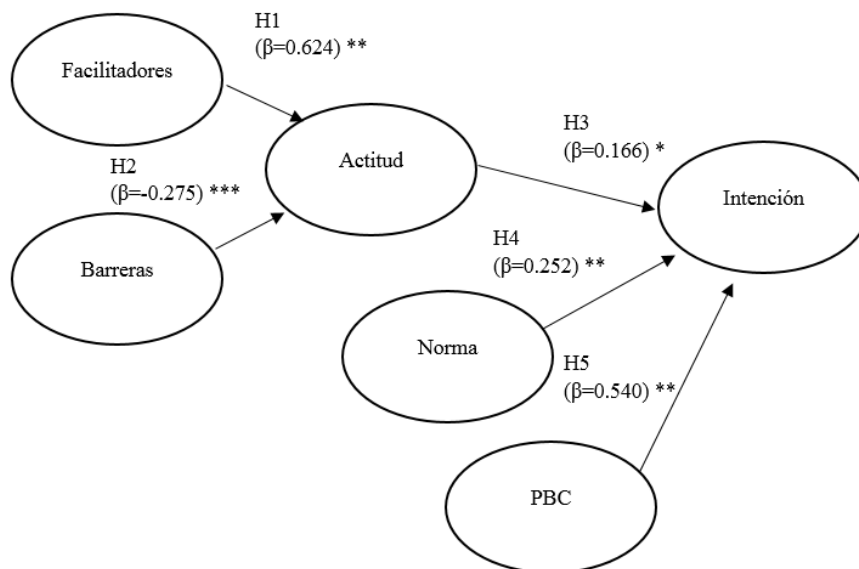 H1
(β=0.624) **
Facilitadores
H2
(β=-0.275) ***
Actitud
H3
(β=0.166) *
Intención
Barreras
H4
(β=0.252) **
Norma
H5
(β=0.540) **
PBC